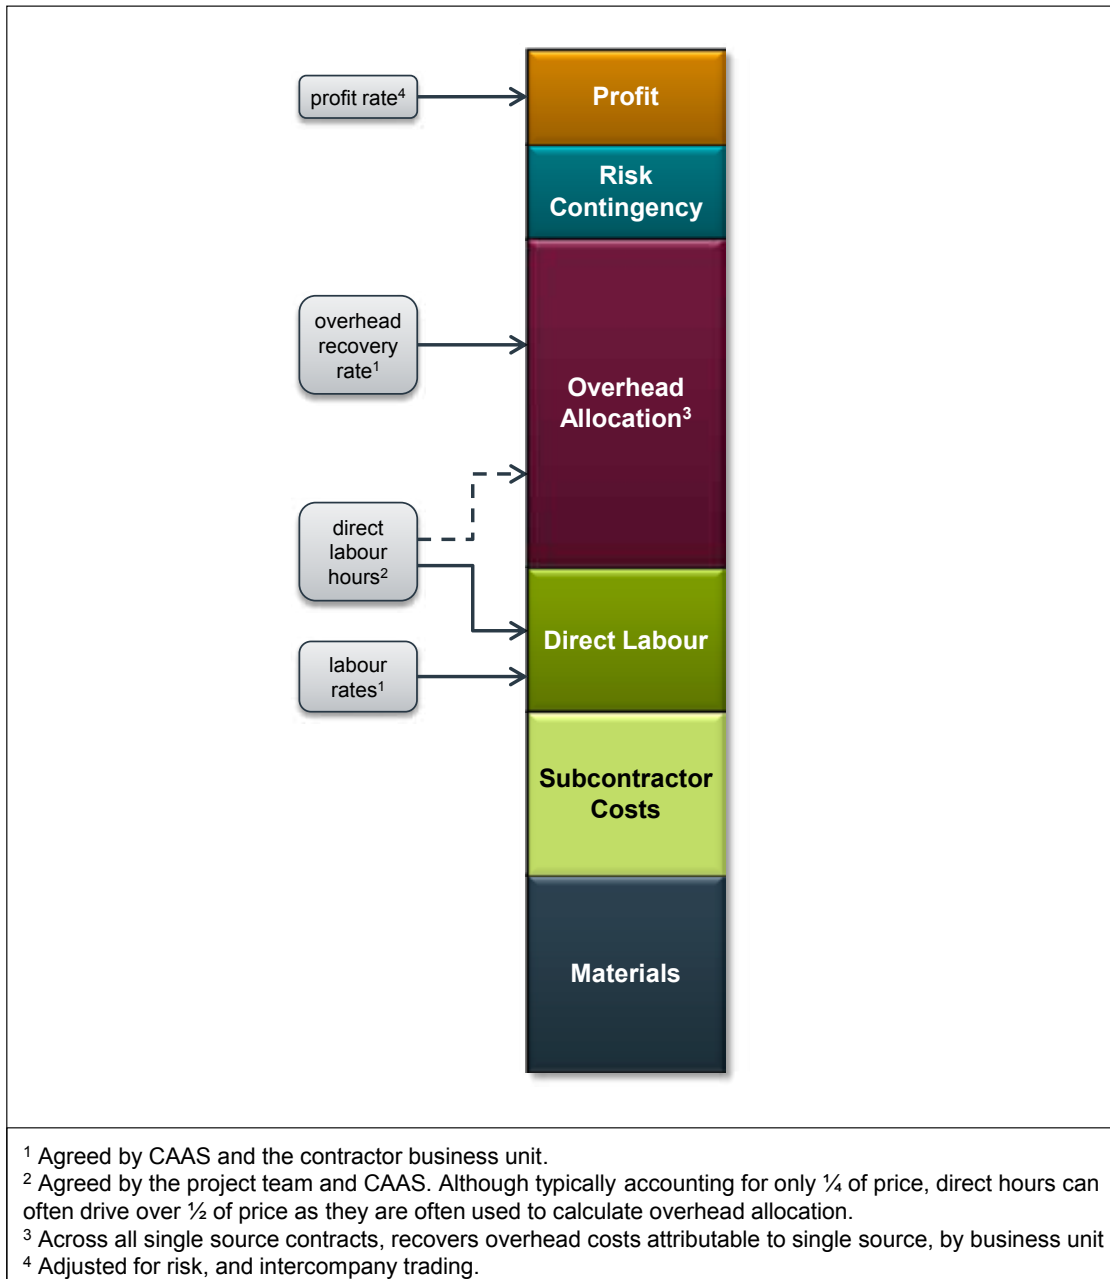 profit rate⁴
Profit
Risk
Contingency
overhead
recovery
rate¹
Overhead
Allocation³
direct
labour
hours²
Direct Labour
labour
rates¹
Subcontractor
Costs
Materials
¹ Agreed by CAAS and the contractor business unit.
² Agreed by the project team and CAAS. Although typically accounting for only ¼ of price, direct hours can
often drive over ½ of price as they are often used to calculate overhead allocation.
³ Across all single source contracts, recovers overhead costs attributable to single source, by business unit
⁴ Adjusted for risk, and intercompany trading.